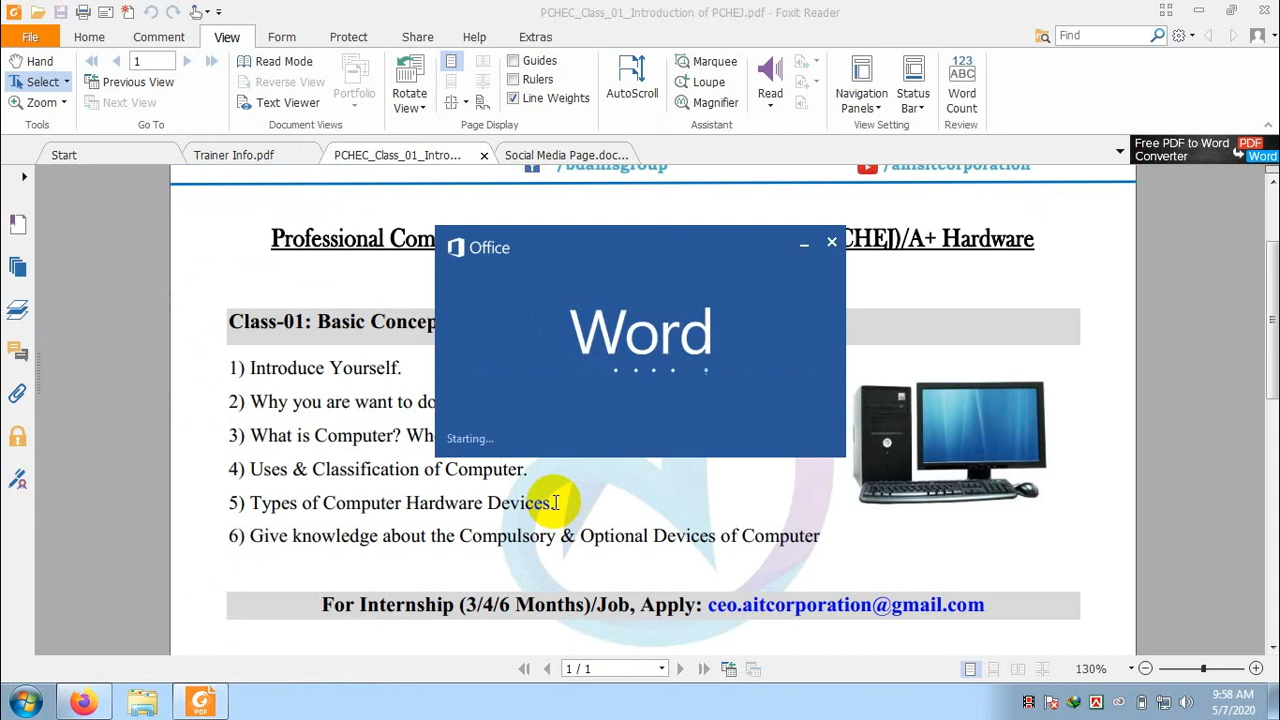 PCHEC_Class_01_Introduction of PCHEJ.pdf - Foxit Reader
File Home Comment View Form Protect Share Help Extras
Find
Hand
Select
Zoom
Tools
1
Previous View
Next View
Go To
Read Mode
Reverse View
Text Viewer
Portfolio
Document Views
Rotate
View
Guides
Rulers
Line Weights
Page Display
AutoScroll
Marquee
Loupe
Magnifier
Read
Assistant
Navigation
Panels
Status
Bar
View Setting
123
ABC
Word
Count
Review
Start
Trainer Info.pdf
PCHEC_Class_01_Intro...
Social Media Page.doc...
Free PDF to Word
Converter
PDF
Word
/bdanisgroup
/anisitcorporation
Professional Com
CHEJ)/A+ Hardware
Office
Word
Starting...
Class-01: Basic Concep
1) Introduce Yourself.
2) Why you are want to do
3) What is Computer? Wh
4) Uses & Classification of Computer.
5) Types of Computer Hardware Devices.
6) Give knowledge about the Compulsory & Optional Devices of Computer
For Internship (3/4/6 Months)/Job, Apply: ceo.aitcorporation@gmail.com
1 / 1
130%
PDF
9:58 AM
5/7/2020